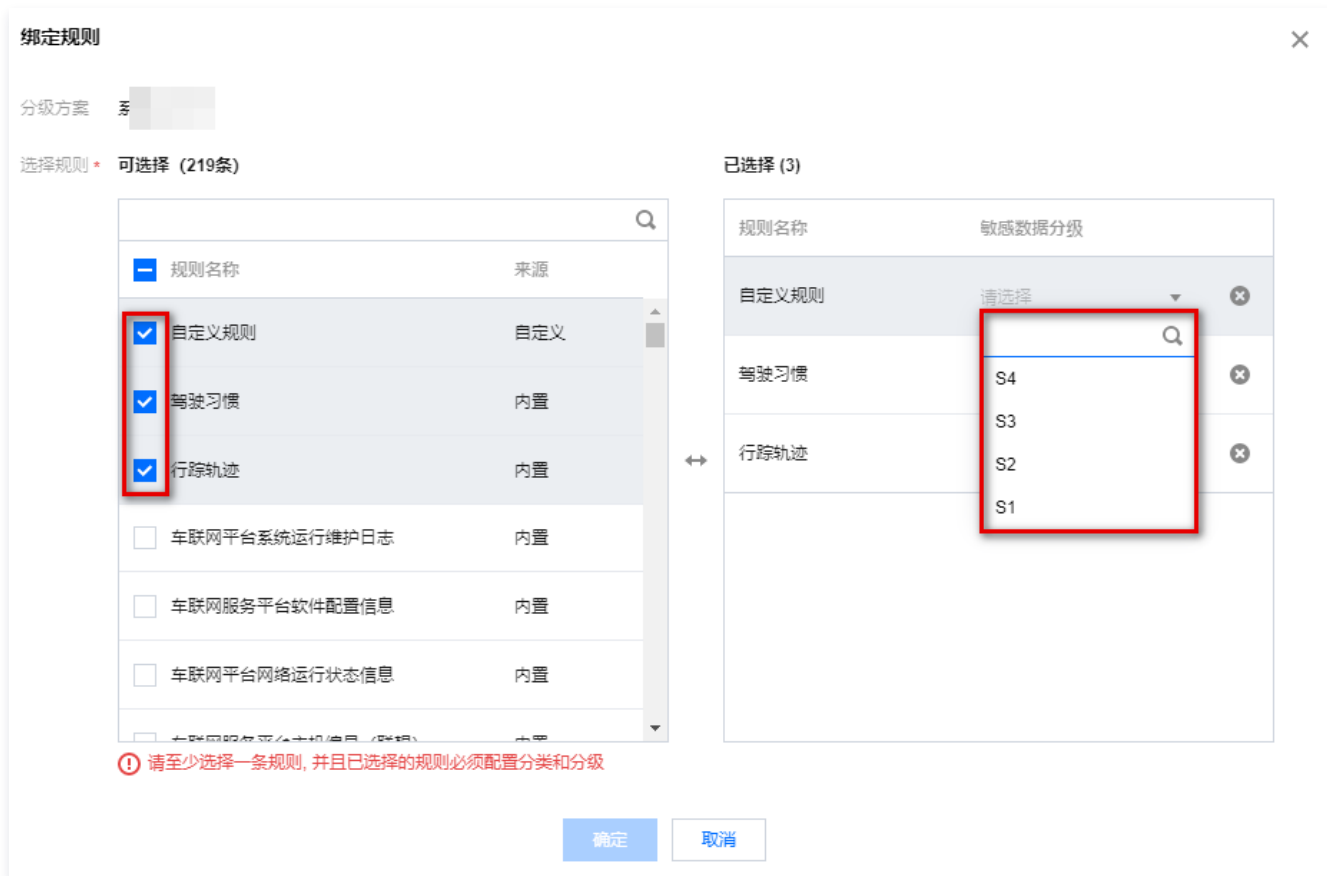 绑定规则
分级方案
选择规则 * 可选择 (219条)
规则名称 来源
自定义规则 自定义
驾驶习惯 内置
行踪轨迹 内置
车联网平台系统运行维护日志 内置
车联网服务平台软件配置信息 内置
车联网平台网络运行状态信息 内置
请至少选择一条规则, 并且已选择的规则必须配置分类和分级
已选择 (3)
规则名称 敏感数据分级
自定义规则 请选择
驾驶习惯
行踪轨迹
S4
S3
S2
S1
确定 取消